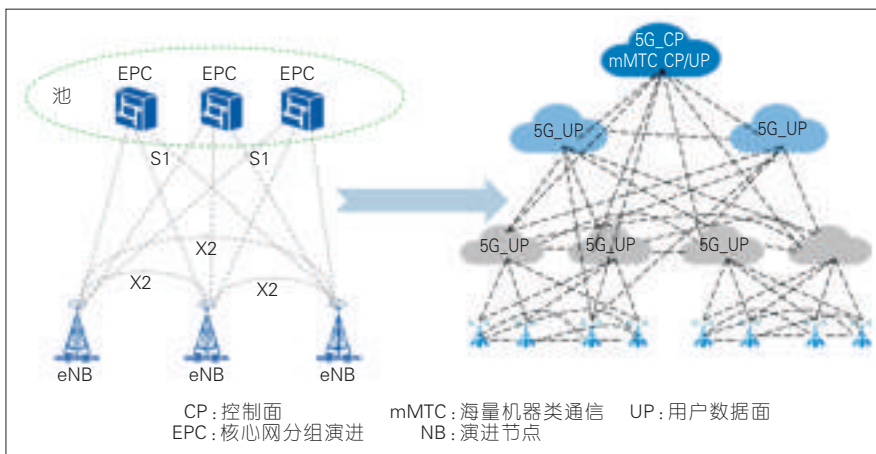 5G_CP
mMTC CP/UP
EPC EPC EPC
池
5G_UP 5G_UP
S1 S1
X2
5G_UP 5G_UP 5G_UP
X2 X2
eNB eNB eNB
CP:控制面 mMTC:海量机器类通信 UP:用户数据面
EPC:核心网分组演进 NB:演进节点